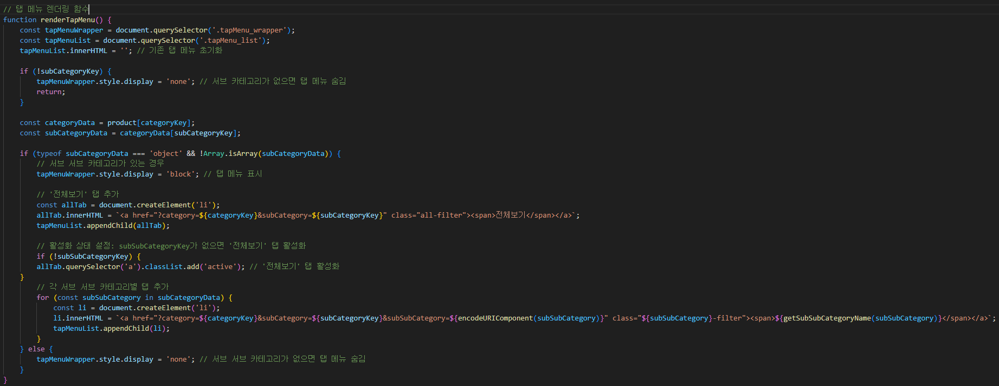 // 탭 메뉴 렌더링 함수
function renderTapMenu() {
    const tapMenuWrapper = document.querySelector('.tapMenu_wrapper');
    const tapMenuList = document.querySelector('.tapMenu_list');
    tapMenuList.innerHTML = ''; // 기존 탭 메뉴 초기화
    if (!subCategoryKey) {
        tapMenuWrapper.style.display = 'none'; // 서브 카테고리가 없으면 탭 메뉴 숨김
        return;
    }
    const categoryData = product[categoryKey];
    const subCategoryData = categoryData[subCategoryKey];
    if (typeof subCategoryData === 'object' && !Array.isArray(subCategoryData)) {
        // 서브 서브 카테고리가 있는 경우
        tapMenuWrapper.style.display = 'block'; // 탭 메뉴 표시
        // '전체보기' 탭 추가
        const allTab = document.createElement('li');
        allTab.innerHTML = `<a href="?category=${categoryKey}&subCategory=${subCategoryKey}" class="all-filter"><span>전체보기</span></a>`;
        tapMenuList.appendChild(allTab);
        // 활성화 상태 설정: subSubCategoryKey가 없으면 '전체보기' 탭 활성화
        if (!subSubCategoryKey) {
        allTab.querySelector('a').classList.add('active'); // '전체보기' 탭 활성화
    }
        // 각 서브 서브 카테고리별 탭 추가
        for (const subSubCategory in subCategoryData) {
            const li = document.createElement('li');
            li.innerHTML = `<a href="?category=${categoryKey}&subCategory=${subCategoryKey}&subSubCategory=${encodeURIComponent(subSubCategory)}" class="${subSubCategory}-filter"><span>${getSubSubCategoryName(subSubCategory)}</span></a>`;
            tapMenuList.appendChild(li);
        }
    } else {
        tapMenuWrapper.style.display = 'none'; // 서브 서브 카테고리가 없으면 탭 메뉴 숨김
    }
}